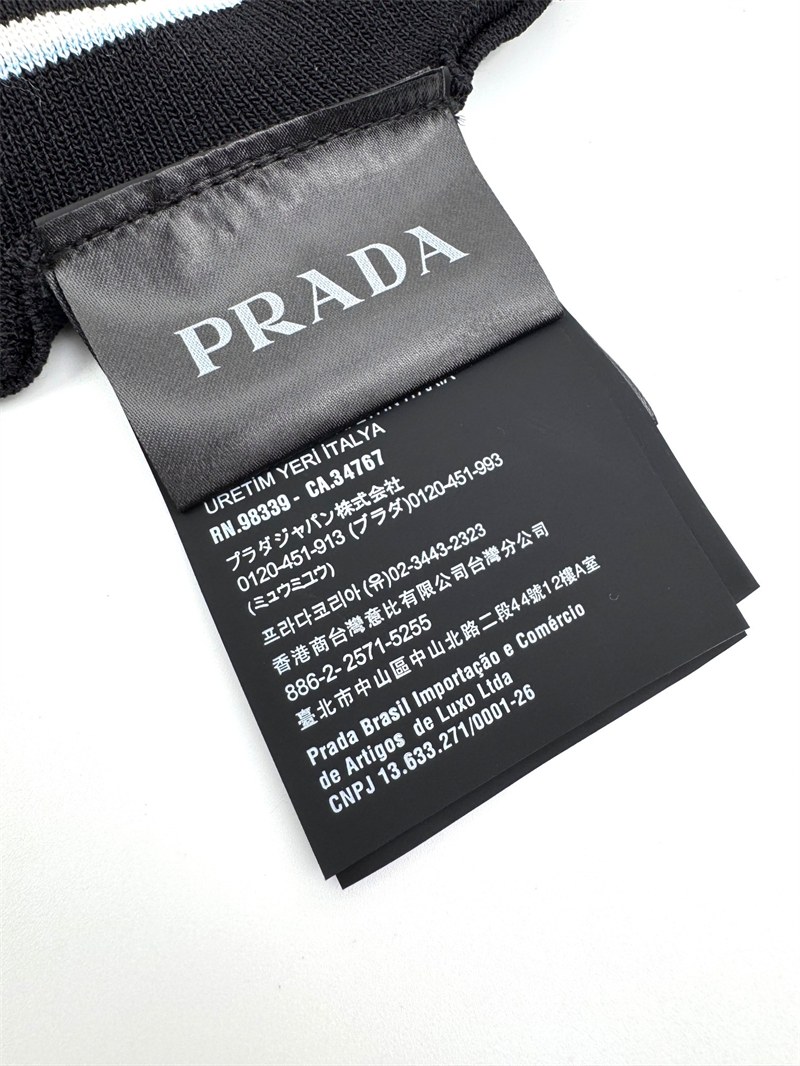 PRADA
ÜRETİM YERİ İTALYA
RN.98339 - CA.34767
プラダジャパン株式会社
0120-451-913 (プラダ)0120-451-993
(ミュウミュウ)
프라다코리아 (유)02-3443-2323
香港商台灣意比有限公司台灣分公司
886-2- 2571-5255
臺北市中山區中山北路二段44號12樓A室
Prada Brasil Importação e Comércio
de Artigos de Luxo Ltda
CNPJ 13.633.271/0001-26